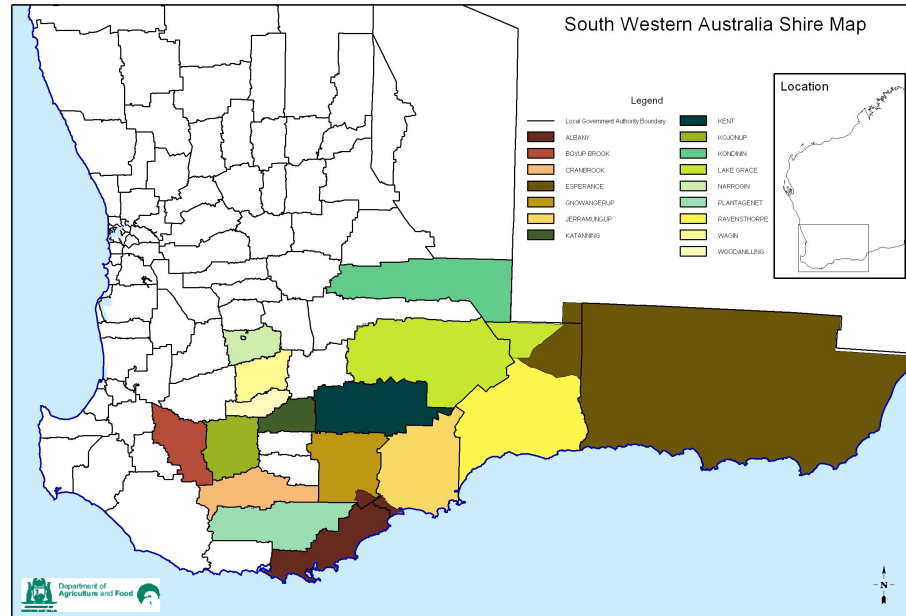 South Western Australia Shire Map
Location
Legend
Local Government Authority Boundary
ALBANY
BOYUP BROOK
CRANBROOK
ESPERANCE
GNOWANGERUP
JERRAMUNGUP
KATANNING
KENT
KOJONUP
KONDININ
LAKE GRACE
NARROGIN
PLANTAGENET
RAVENSTHORPE
WAGIN
WOODANILLING
Department of
Agriculture and Food
N